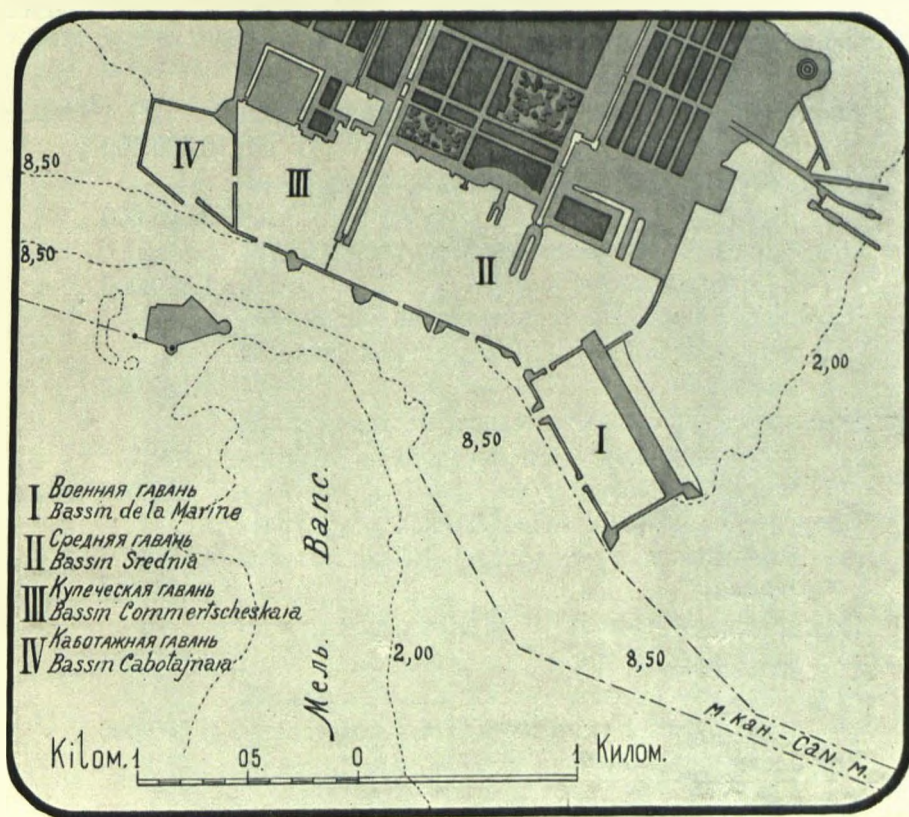 8,50
IV
III
8,50
II
2,00
I
8,50
I Военная гавань
Bassin de la Marine
II Средняя гавань
Bassin Srednia
III Купеческая гавань
Bassin Commertscheskaia
IV Каботажная гавань
Bassin Cabotajnaia
Мель Вапс.
2,00
8,50
М. кан. - Can. M.
Kilom. 1 05 0 1 Килом.